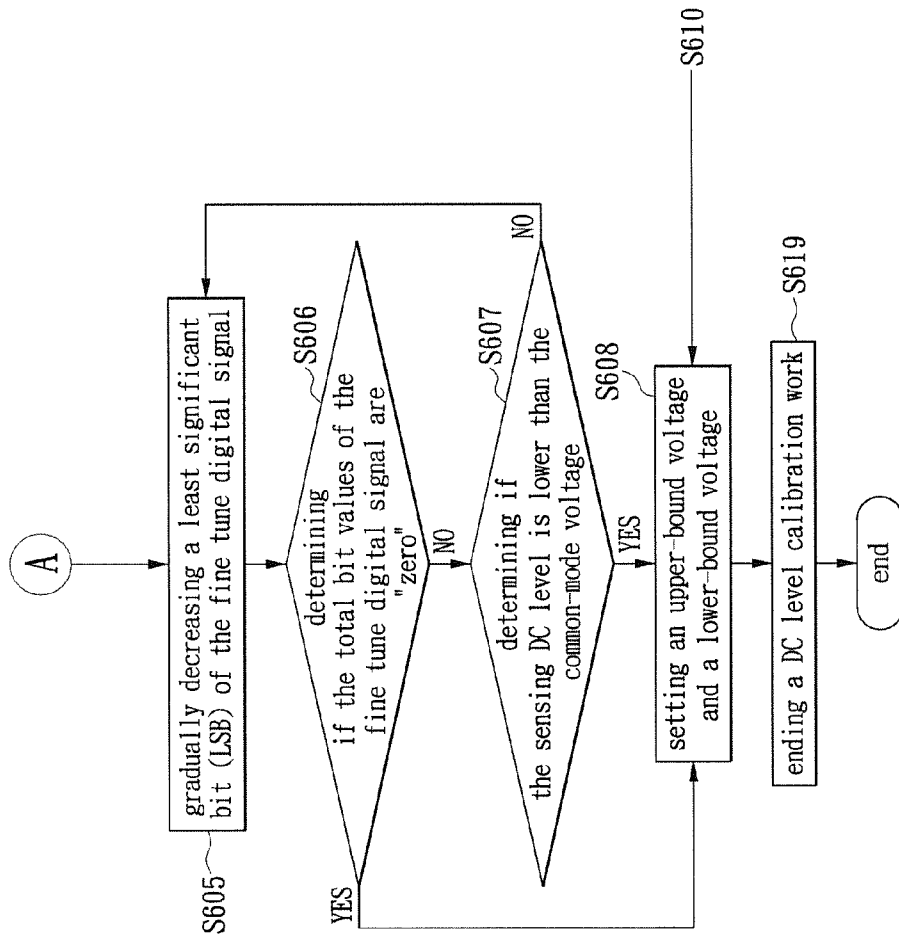 A
gradually decreasing a least significant
bit (LSB) of the fine tune digital signal
S605
determining
if the total bit values of the
fine tune digital signal are
"zero"
S606
YES
NO
determining if
the sensing DC level is lower than the
common-mode voltage
S607
NO
YES
S608
setting an upper-bound voltage
and a lower-bound voltage
S610
ending a DC level calibration work
S619
end